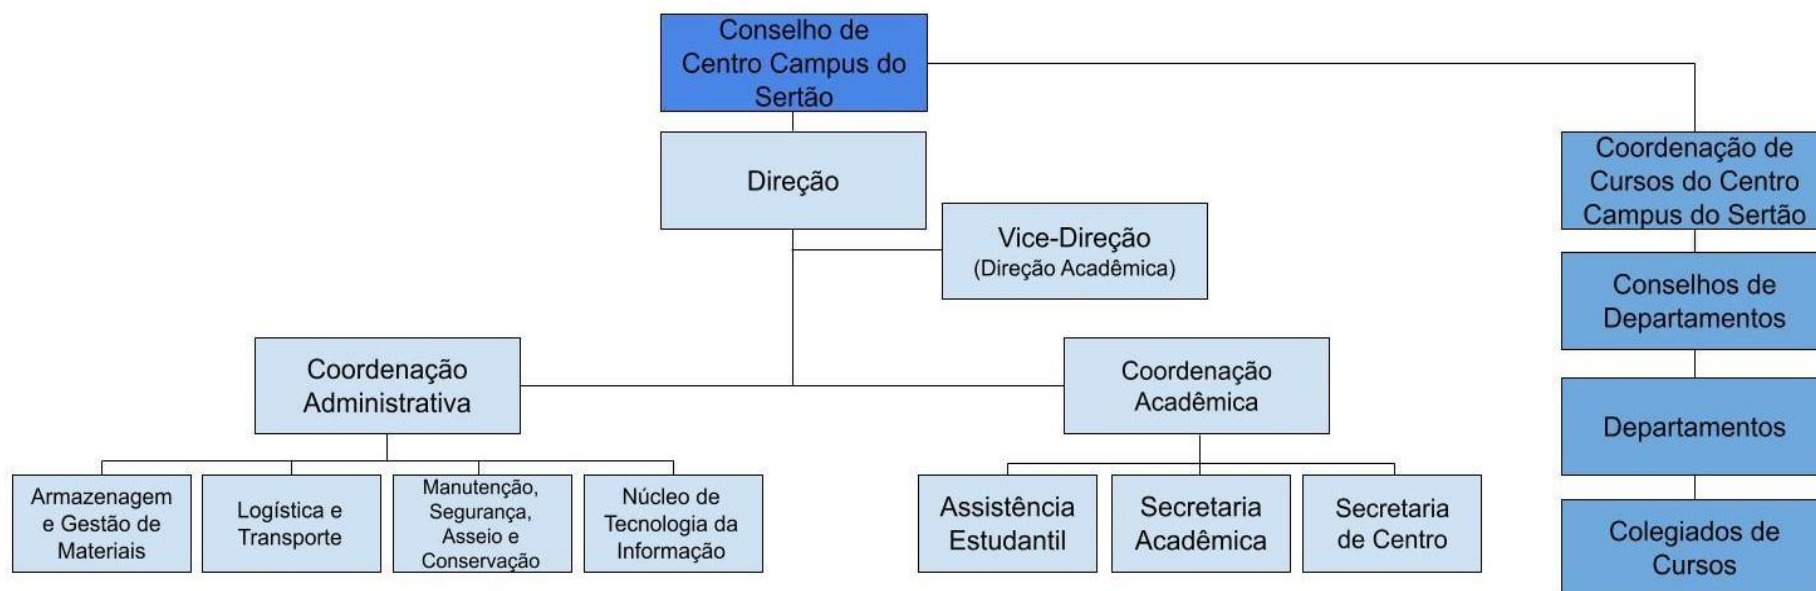 Conselho de
Centro Campus do
Sertão
Direção
Vice-Direção
(Direção Acadêmica)
Coordenação de
Cursos do Centro
Campus do Sertão
Conselhos de
Departamentos
Departamentos
Colegiados de
Cursos
Coordenação
Administrativa
Coordenação
Acadêmica
Armazenagem
e Gestão de
Materiais
Logística e
Transporte
Manutenção,
Segurança,
Asseio e
Conservação
Núcleo de
Tecnologia da
Informação
Assistência
Estudantil
Secretaria
Acadêmica
Secretaria
de Centro